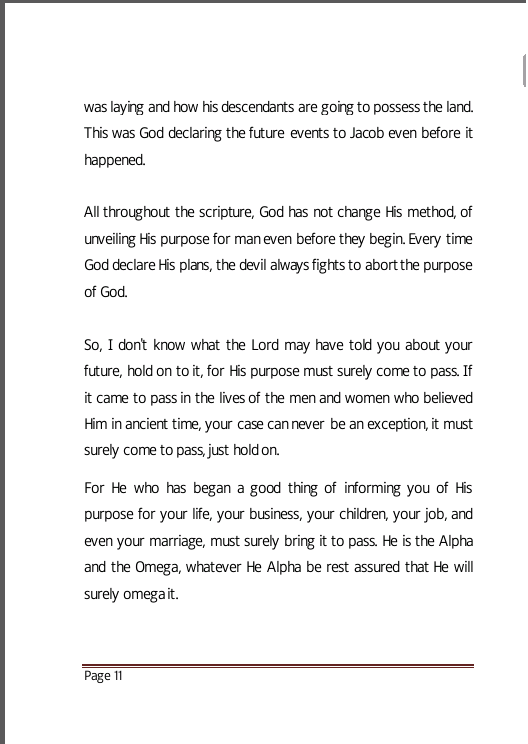 was laying and how his descendants are going to possess the land.
This was God declaring the future events to Jacob even before it
happened.
All throughout the scripture, God has not change His method, of
unveiling His purpose for man even before they begin. Every time
God declare His plans, the devil always fights to abort the purpose
of God.
So, I don't know what the Lord may have told you about your
future, hold on to it, for His purpose must surely come to pass. If
it came to pass in the lives of the men and women who believed
Him in ancient time, your case can never be an exception, it must
surely come to pass, just hold on.
For He who has began a good thing of informing you of His
purpose for your life, your business, your children, your job, and
even your marriage, must surely bring it to pass. He is the Alpha
and the Omega, whatever He Alpha be rest assured that He will
surely omega it.
Page 11